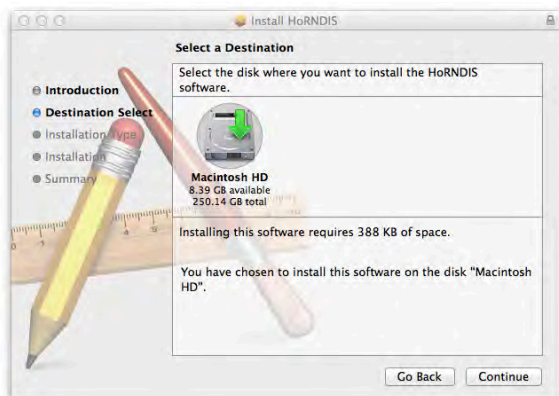 Install HoRNDIS
Select a Destination
Introduction
Destination Select
Installation Type
Installation
Summary
Select the disk where you want to install the HoRNDIS
software.
Macintosh HD
8.39 GB available
250.14 GB total
Installing this software requires 388 KB of space.
You have chosen to install this software on the disk "Macintosh
HD".
Go Back
Continue